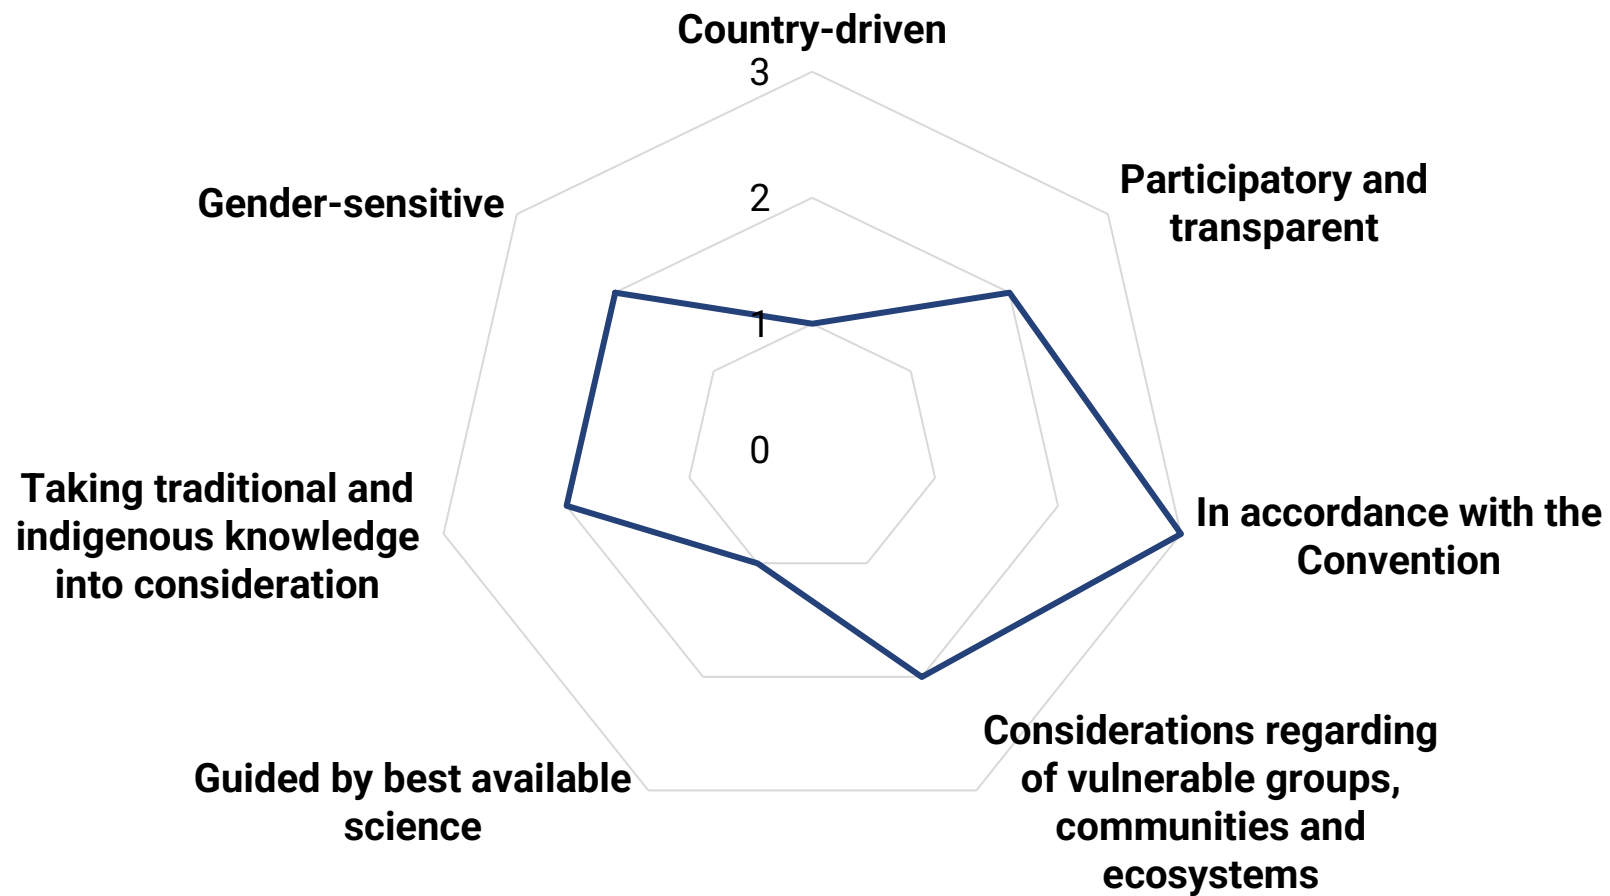 Country-driven
3
2
1
0
Participatory and
transparent
In accordance with the
Convention
Considerations regarding
of vulnerable groups,
communities and
ecosystems
Guided by best available
science
Taking traditional and
indigenous knowledge
into consideration
Gender-sensitive